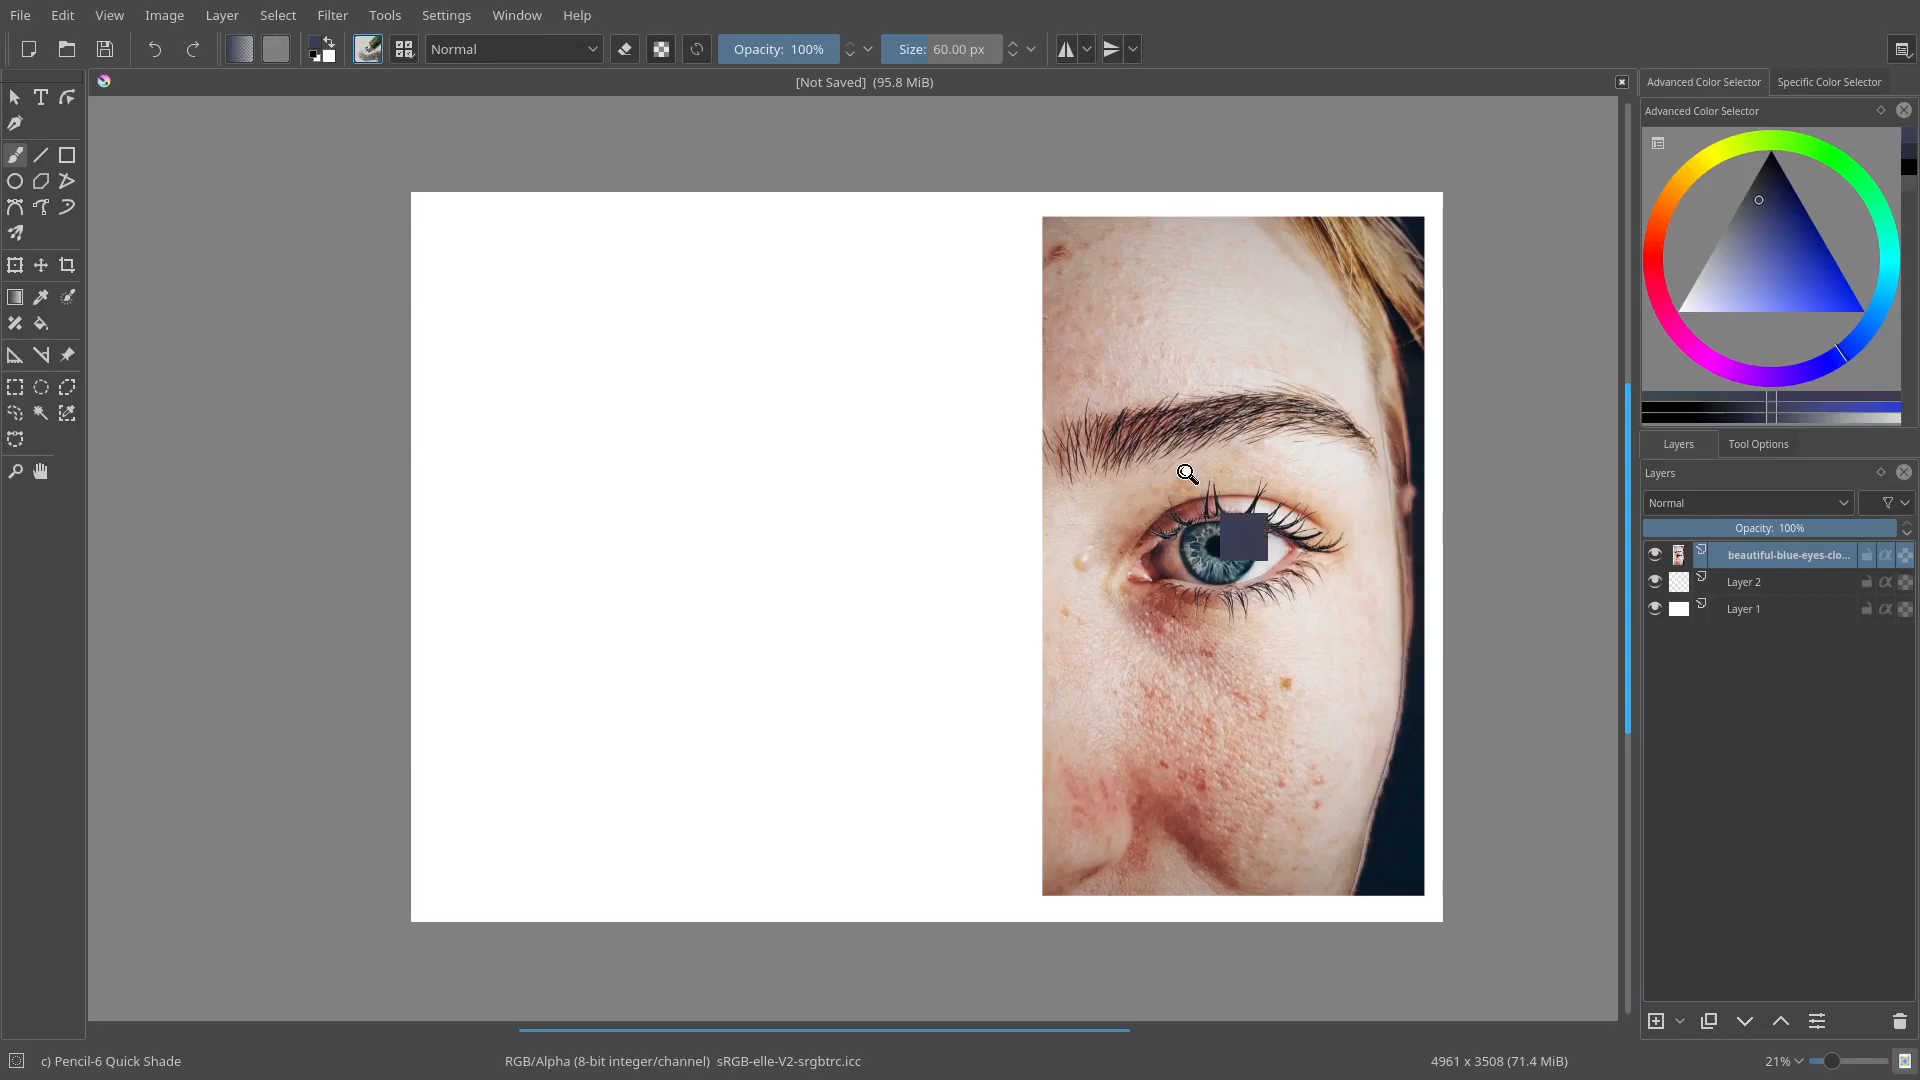 File Edit View Image Layer Select Filter Tools Settings Window Help
Normal Opacity: 100% Size: 60.00 px
[Not Saved] (95.8 MiB)
Advanced Color Selector Specific Color Selector
Advanced Color Selector
Layers Tool Options
Layers
Normal
Opacity: 100%
beautiful-blue-eyes-clo...
Layer 2
Layer 1
c) Pencil-6 Quick Shade RGB/Alpha (8-bit integer/channel) sRGB-elle-V2-srgbtrc.icc 4961 x 3508 (71.4 MiB) 21%